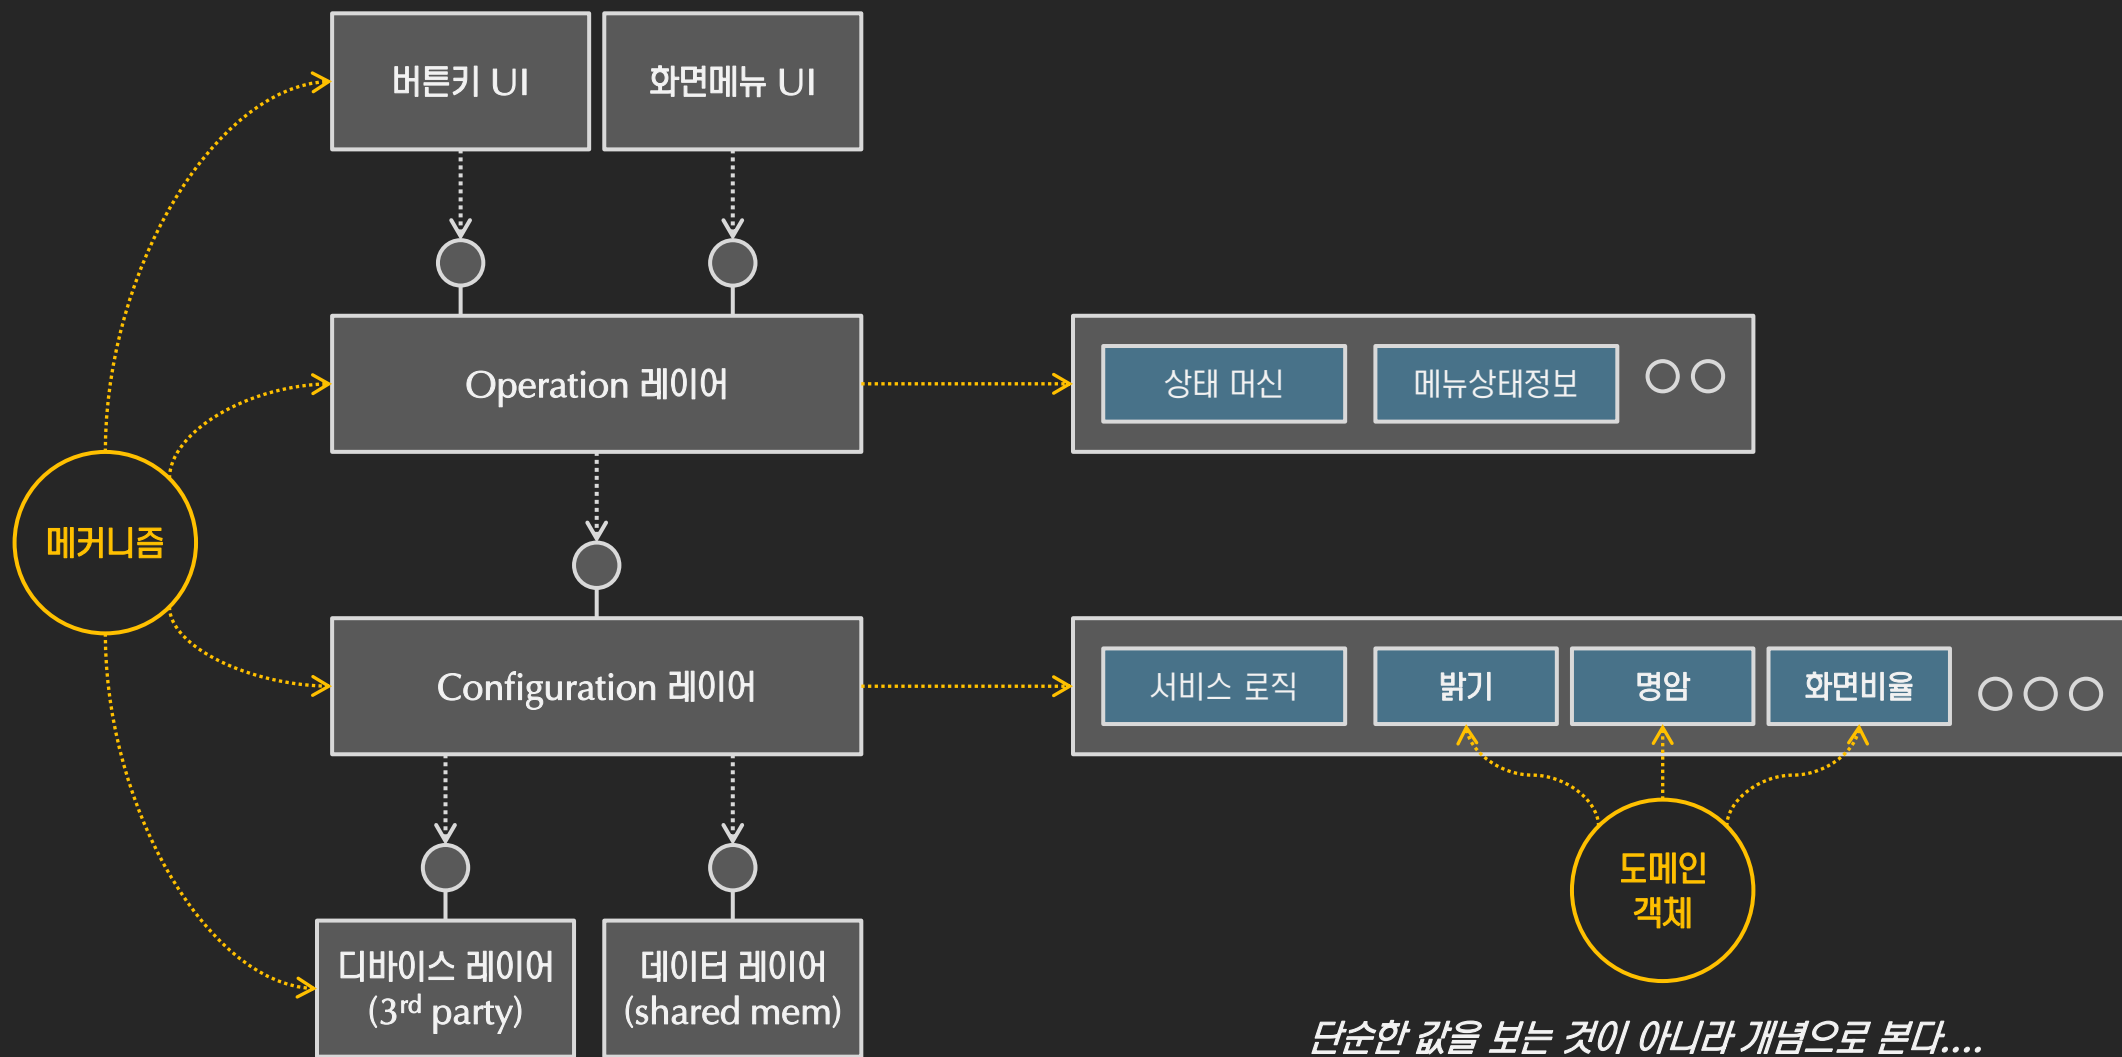 버튼키 UI
화면메뉴 UI
Operation 레이어
상태 머신
메뉴상태정보
메커니즘
Configuration 레이어
서비스 로직
밝기
명암
화면비율
도메인
객체
디바이스 레이어
(3rd party)
데이터 레이어
(shared mem)
단순한 값을 보는 것이 아니라 개념으로 본다....